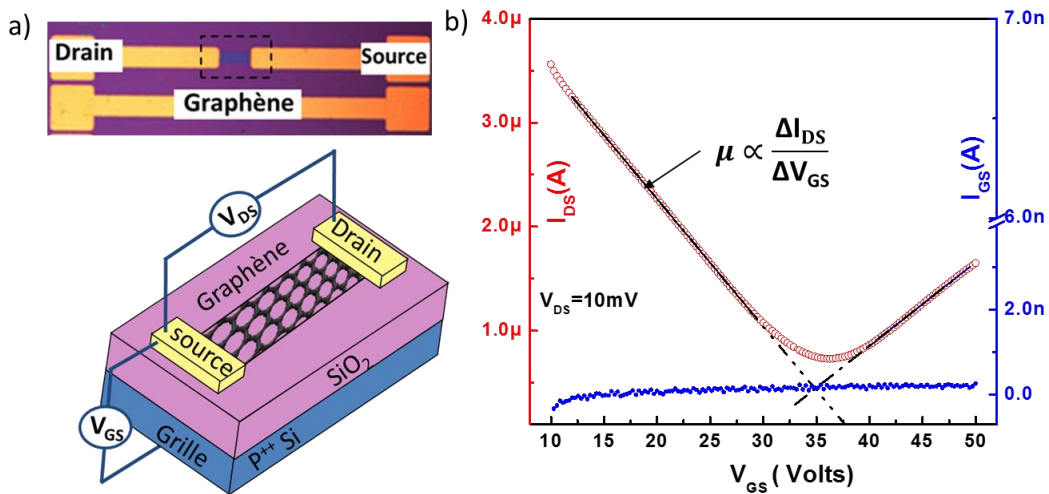 a)
Drain
Source
Graphène
V_DS
Drain
Graphène
source
SiO₂
V_GS
Grille
P⁺⁺ Si
b)
4.0µ
3.0µ
2.0µ
1.0µ
I_DS(A)
7.0n
6.0n
2.0n
0.0
I_GS(A)
µ ∝ ΔI_DS / ΔV_GS
V_DS=10mV
10 15 20 25 30 35 40 45 50
V_GS ( Volts)